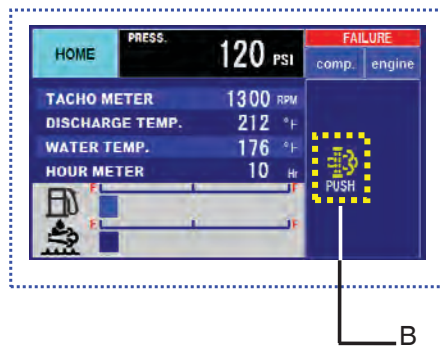 HOME
PRESS.
120 PSI
FAILURE
comp. engine
TACHO METER 1300 RPM
DISCHARGE TEMP. 212 °F
WATER TEMP. 176 °F
HOUR METER 10 Hr
PUSH
F F
E F
B